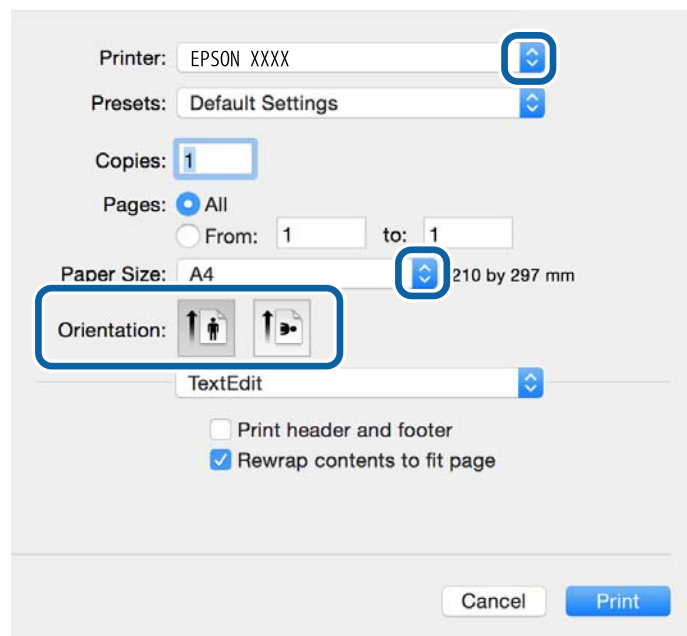 Printer: EPSON XXXX
Presets: Default Settings
Copies: 1
Pages: All
From: 1 to: 1
Paper Size: A4 210 by 297 mm
Orientation:
TextEdit
Print header and footer
Rewrap contents to fit page
Cancel Print